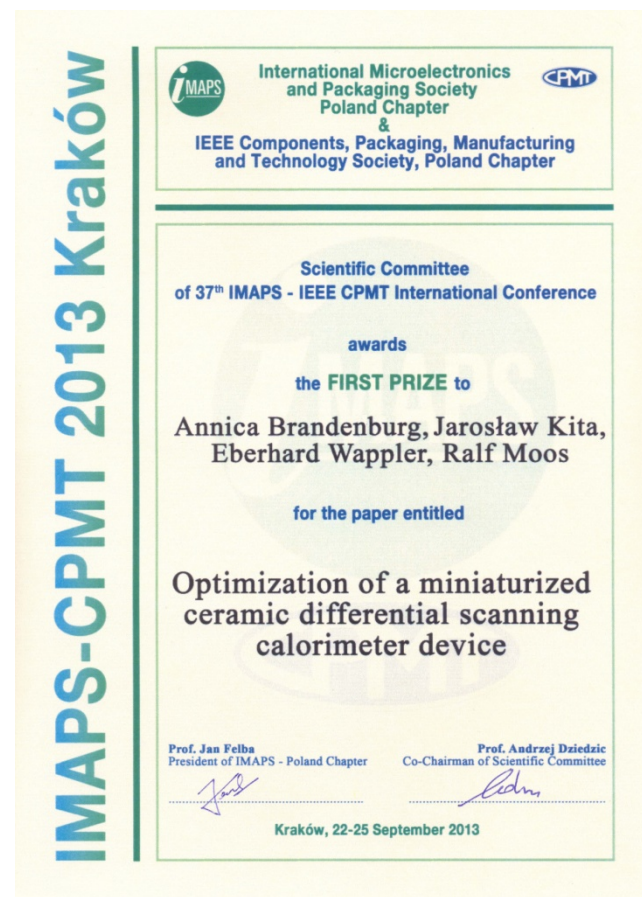 IMAPS-CPMT 2013 Kraków
iMAPS
International Microelectronics
and Packaging Society
Poland Chapter
&
IEEE Components, Packaging, Manufacturing
and Technology Society, Poland Chapter
CPMT
Scientific Committee
of 37th IMAPS - IEEE CPMT International Conference
awards
the FIRST PRIZE to
Annica Brandenburg, Jarosław Kita,
Eberhard Wappler, Ralf Moos
for the paper entitled
Optimization of a miniaturized
ceramic differential scanning
calorimeter device
Prof. Jan Felba
President of IMAPS - Poland Chapter
Prof. Andrzej Dziedzic
Co-Chairman of Scientific Committee
Kraków, 22-25 September 2013